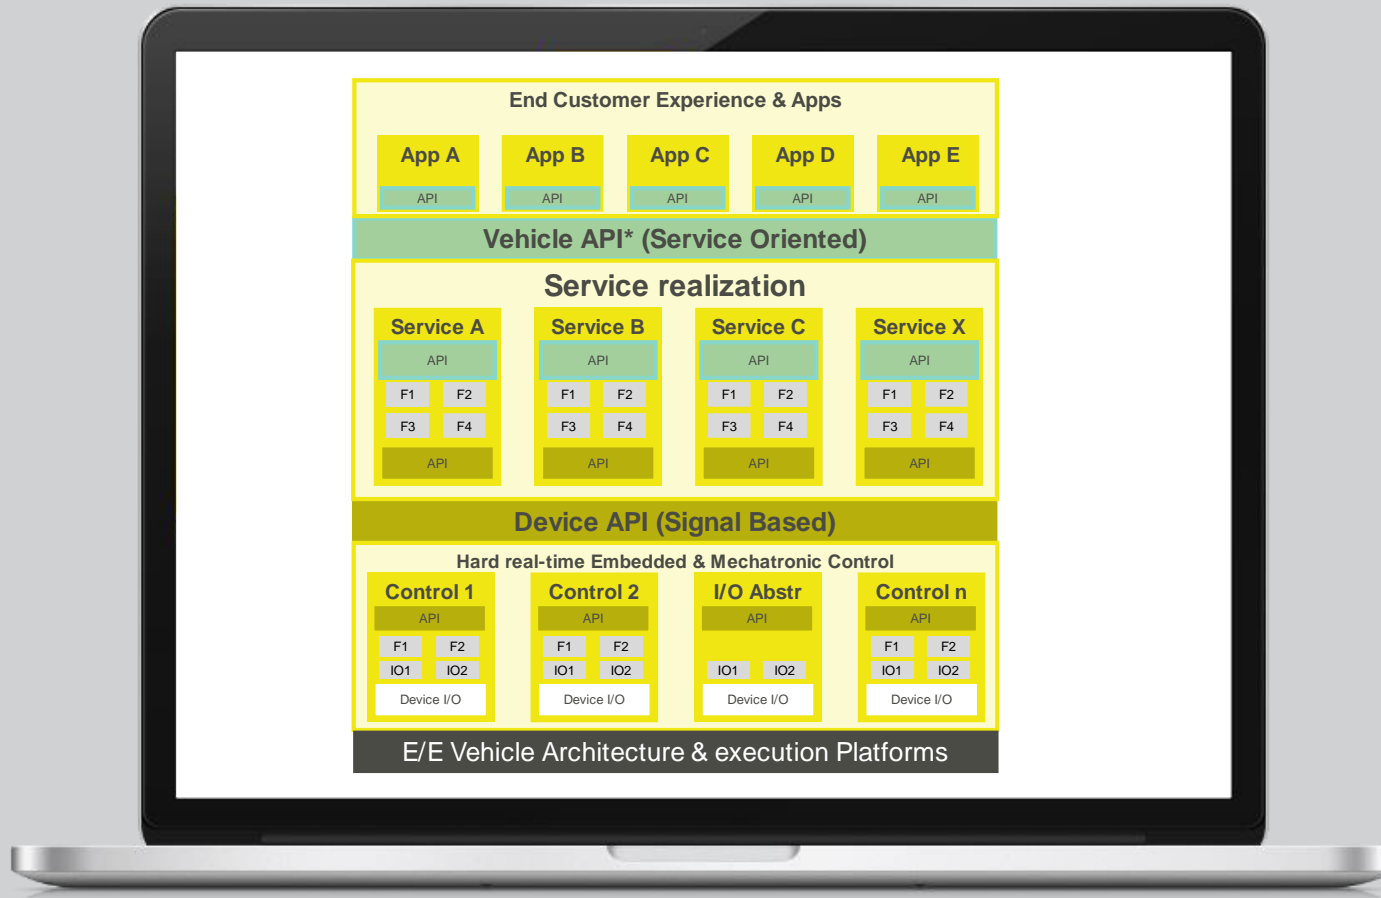 End Customer Experience & Apps
App A App B App C App D App E
API API API API API
Vehicle API* (Service Oriented)
Service realization
Service A Service B Service C Service X
API API API API
F1 F2 F1 F2 F1 F2 F1 F2
F3 F4 F3 F4 F3 F4 F3 F4
API API API API
Device API (Signal Based)
Hard real-time Embedded & Mechatronic Control
Control 1 Control 2 I/O Abstr Control n
API API API API
F1 F2 F1 F2 F1 F2
IO1 IO2 IO1 IO2 IO1 IO2 IO1 IO2
Device I/O Device I/O Device I/O Device I/O
E/E Vehicle Architecture & execution Platforms